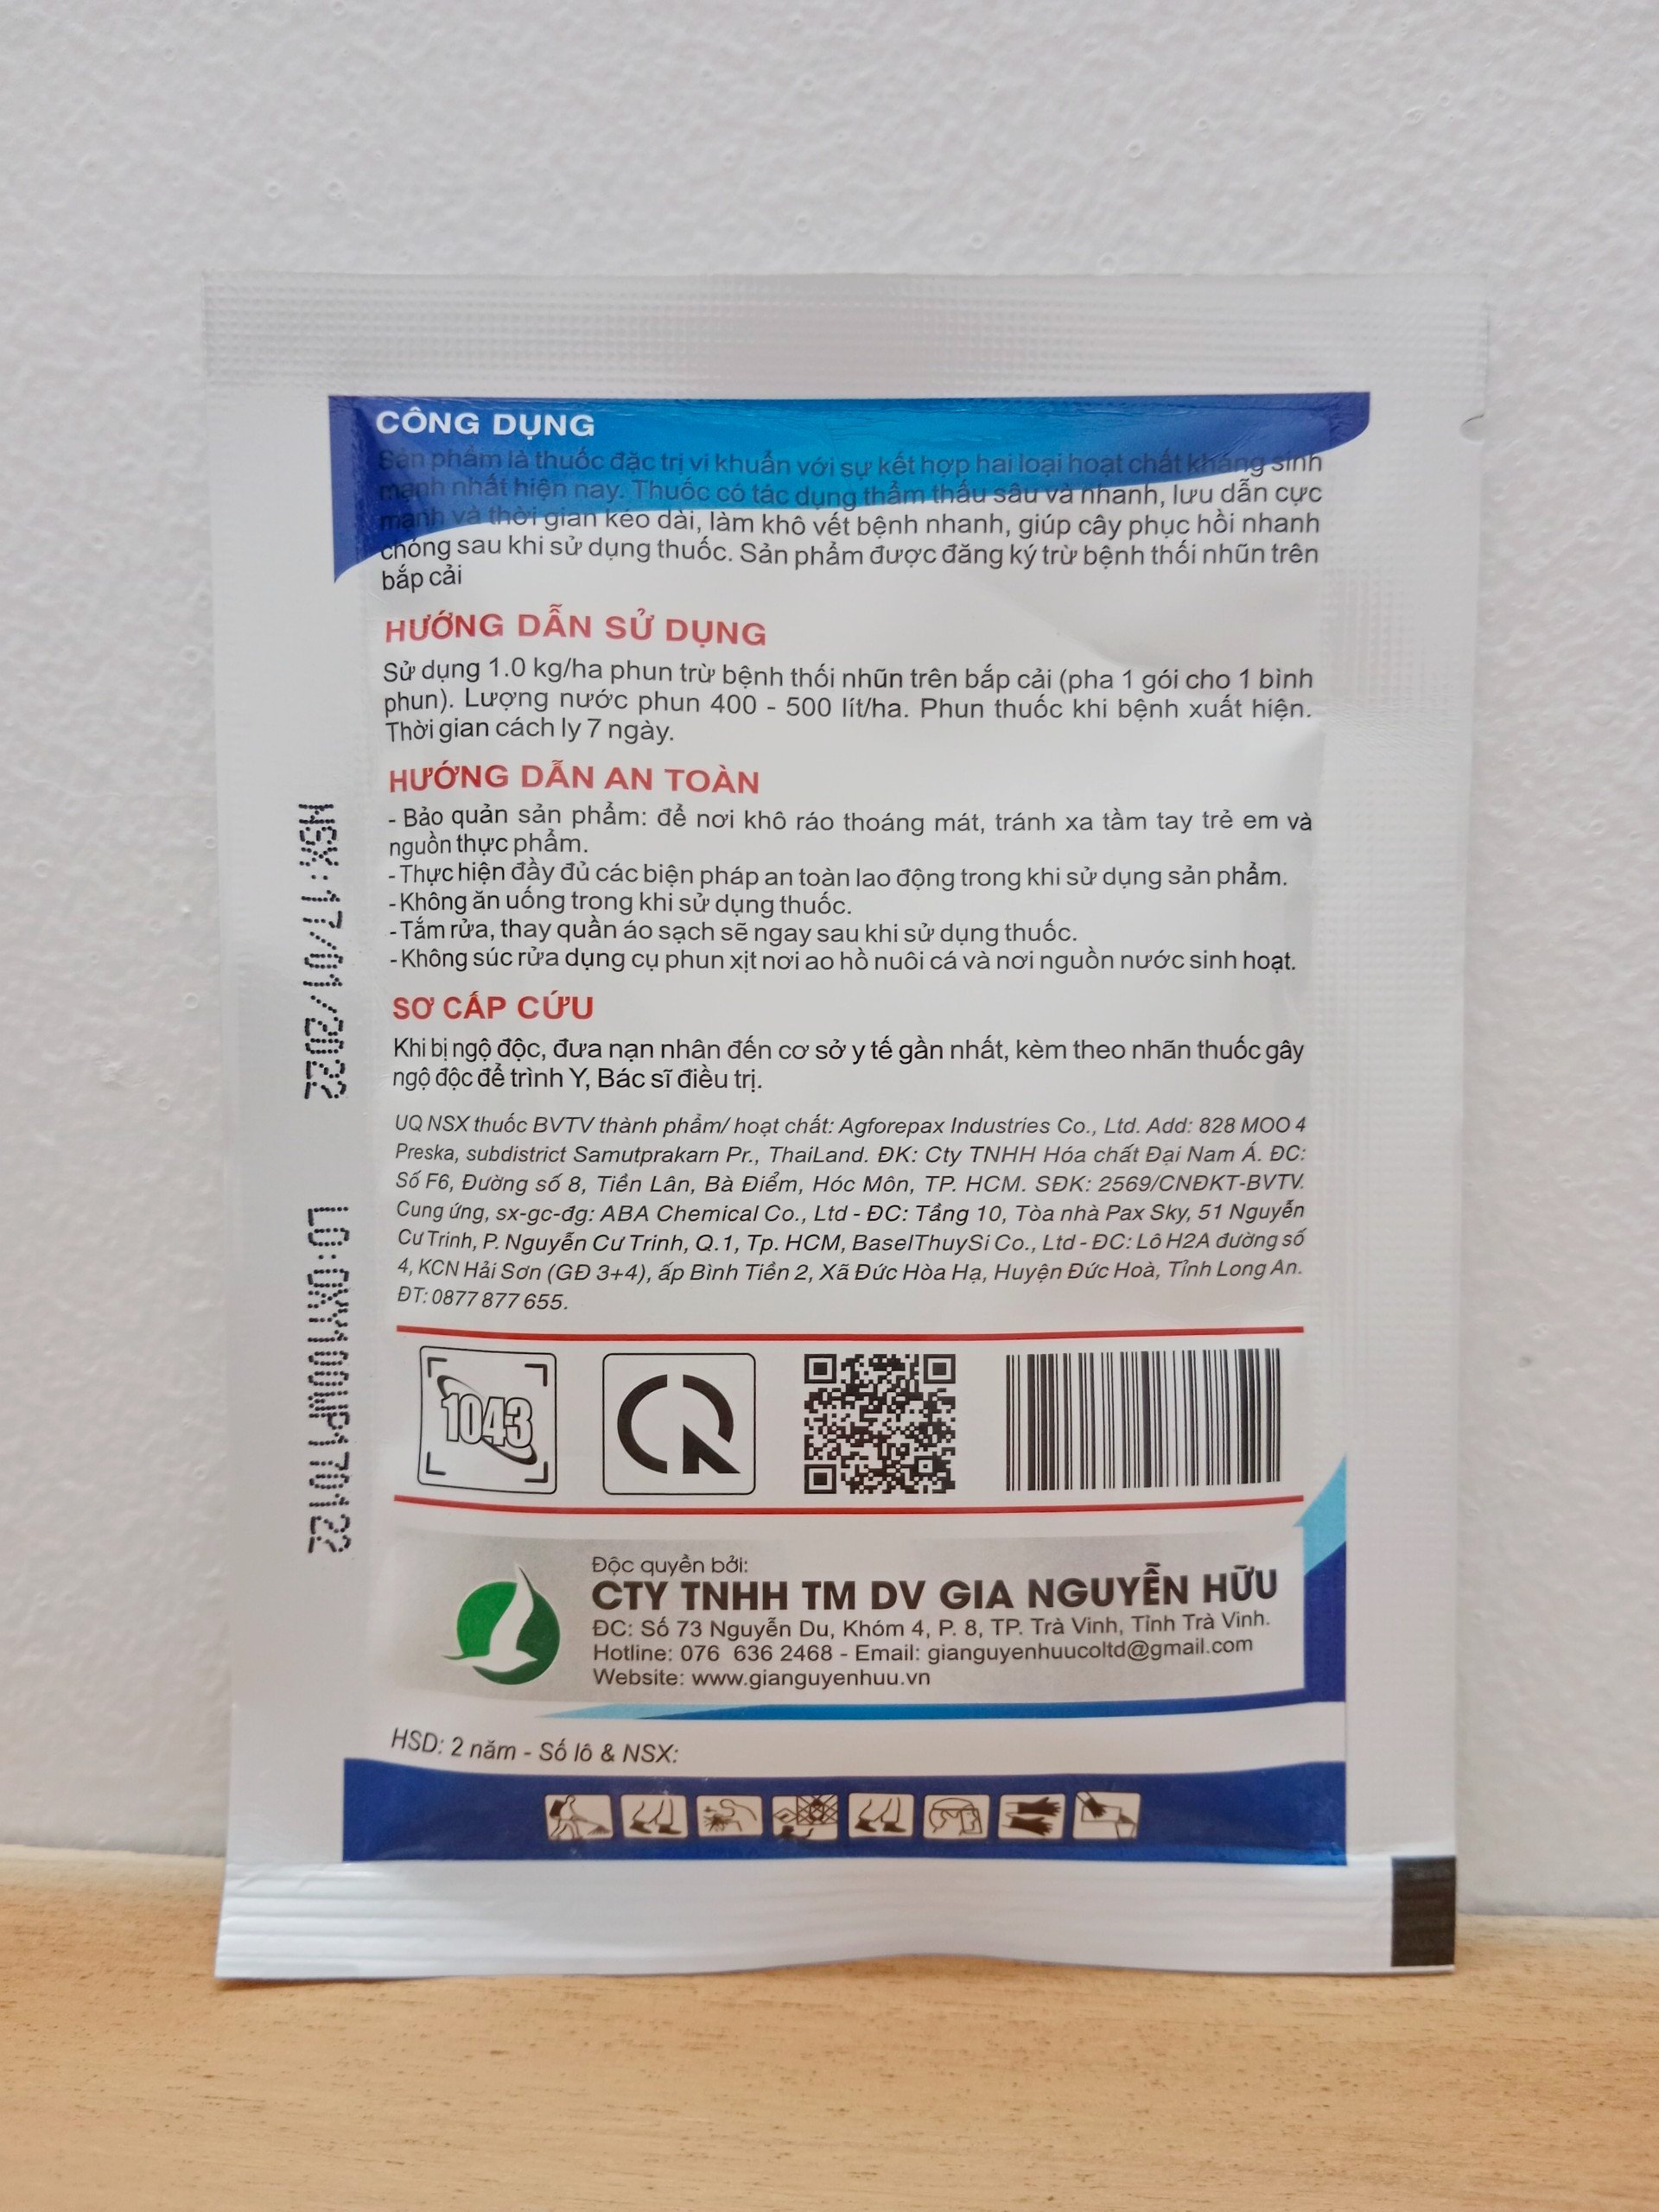 CÔNG DỤNG
Sản phẩm là thuốc đặc trị vi khuẩn với sự kết hợp hai loại hoạt chất kháng sinh
mạnh nhất hiện nay. Thuốc có tác dụng thẩm thấu sâu và nhanh, lưu dẫn cực
mạnh và thời gian kéo dài, làm khô vết bệnh nhanh, giúp cây phục hồi nhanh
chóng sau khi sử dụng thuốc. Sản phẩm được đăng ký trừ bệnh thối nhũn trên
bắp cải
HƯỚNG DẪN SỬ DỤNG
Sử dụng 1.0 kg/ha phun trừ bệnh thối nhũn trên bắp cải (pha 1 gói cho 1 bình
phun). Lượng nước phun 400 - 500 lít/ha. Phun thuốc khi bệnh xuất hiện.
Thời gian cách ly 7 ngày.
HƯỚNG DẪN AN TOÀN
- Bảo quản sản phẩm: để nơi khô ráo thoáng mát, tránh xa tầm tay trẻ em và
nguồn thực phẩm.
- Thực hiện đầy đủ các biện pháp an toàn lao động trong khi sử dụng sản phẩm.
- Không ăn uống trong khi sử dụng thuốc.
- Tắm rửa, thay quần áo sạch sẽ ngay sau khi sử dụng thuốc.
- Không súc rửa dụng cụ phun xịt nơi ao hồ nuôi cá và nơi nguồn nước sinh hoạt.
SƠ CẤP CỨU
Khi bị ngộ độc, đưa nạn nhân đến cơ sở y tế gần nhất, kèm theo nhãn thuốc gây
ngộ độc để trình Y, Bác sĩ điều trị.
UQ NSX thuốc BVTV thành phẩm/ hoạt chất: Agforepax Industries Co., Ltd. Add: 828 MOO 4
Preska, subdistrict Samutprakarn Pr., ThaiLand. ĐK: Cty TNHH Hóa chất Đại Nam Á. ĐC:
Số F6, Đường số 8, Tiền Lân, Bà Điểm, Hóc Môn, TP. HCM. SĐK: 2569/CNĐKT-BVTV.
Cung ứng, sx-gc-đg: ABA Chemical Co., Ltd - ĐC: Tầng 10, Tòa nhà Pax Sky, 51 Nguyễn
Cư Trinh, P. Nguyễn Cư Trinh, Q.1, Tp. HCM, BaselThuySi Co., Ltd - ĐC: Lô H2A đường số
4, KCN Hải Sơn (GĐ 3+4), ấp Bình Tiền 2, Xã Đức Hòa Hạ, Huyện Đức Hoà, Tỉnh Long An.
ĐT: 0877 877 655.
1043
Độc quyền bởi:
CTY TNHH TM DV GIA NGUYỄN HỮU
ĐC: Số 73 Nguyễn Du, Khóm 4, P. 8, TP. Trà Vinh, Tỉnh Trà Vinh.
Hotline: 076 636 2468 - Email: gianguyenhuucoltd@gmail.com
Website: www.gianguyenhuu.vn
HSD: 2 năm - Số lô & NSX:
NSX:17/01/2022
LO:OXY100WP170122